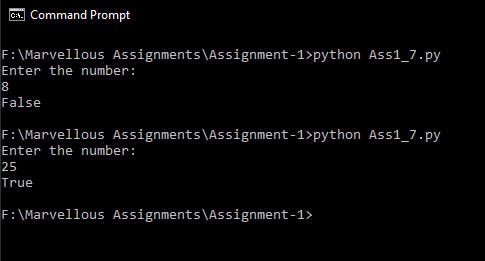 Command Prompt
F:\Marvellous Assignments\Assignment-1>python Ass1_7.py
Enter the number:
8
False
F:\Marvellous Assignments\Assignment-1>python Ass1_7.py
Enter the number:
25
True
F:\Marvellous Assignments\Assignment-1>